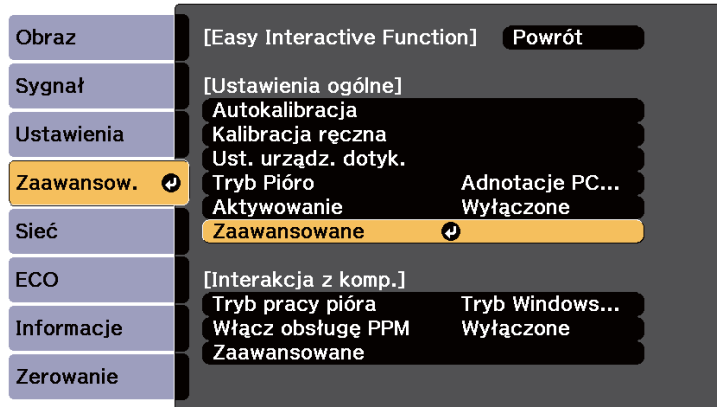 Obraz
Sygnał
Ustawienia
Zaawansow.
Sieć
ECO
Informacje
Zerowanie
[Easy Interactive Function] Powrót
[Ustawienia ogólne]
Autokalibracja
Kalibracja ręczna
Ust. urządz. dotyk.
Tryb Pióro Adnotacje PC...
Aktywowanie Wyłączone
Zaawansowane
[Interakcja z komp.]
Tryb pracy pióra Tryb Windows...
Włącz obsługę PPM Wyłączone
Zaawansowane